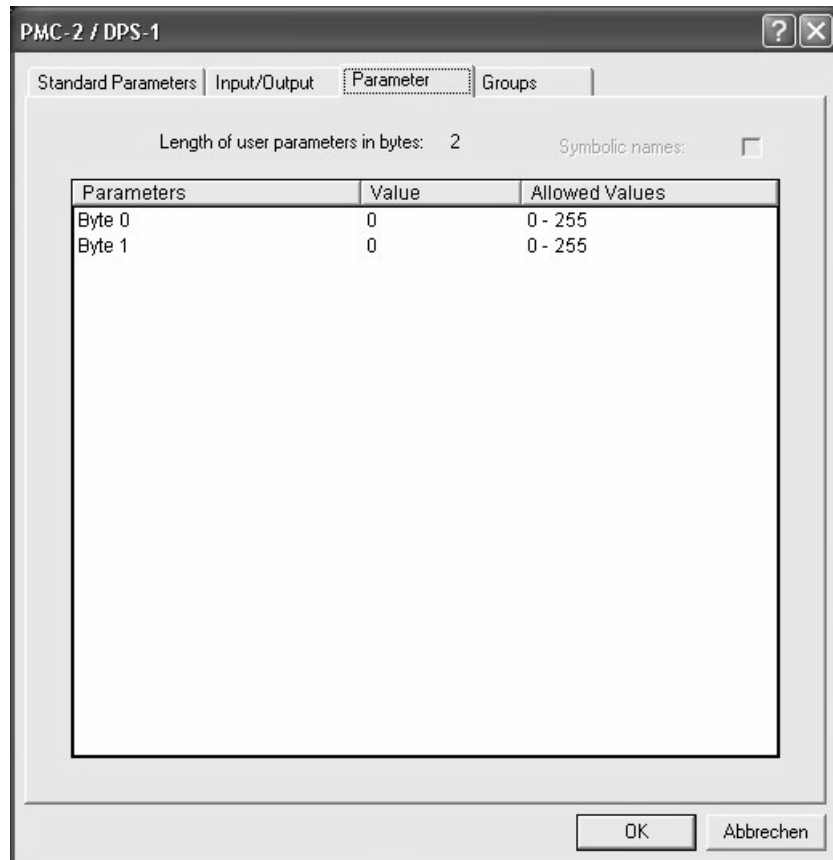 PMC-2 / DPS-1
Standard Parameters Input/Output Parameter Groups
Length of user parameters in bytes: 2 Symbolic names:
Parameters Value Allowed Values
Byte 0 0 0 - 255
Byte 1 0 0 - 255
OK Abbrechen